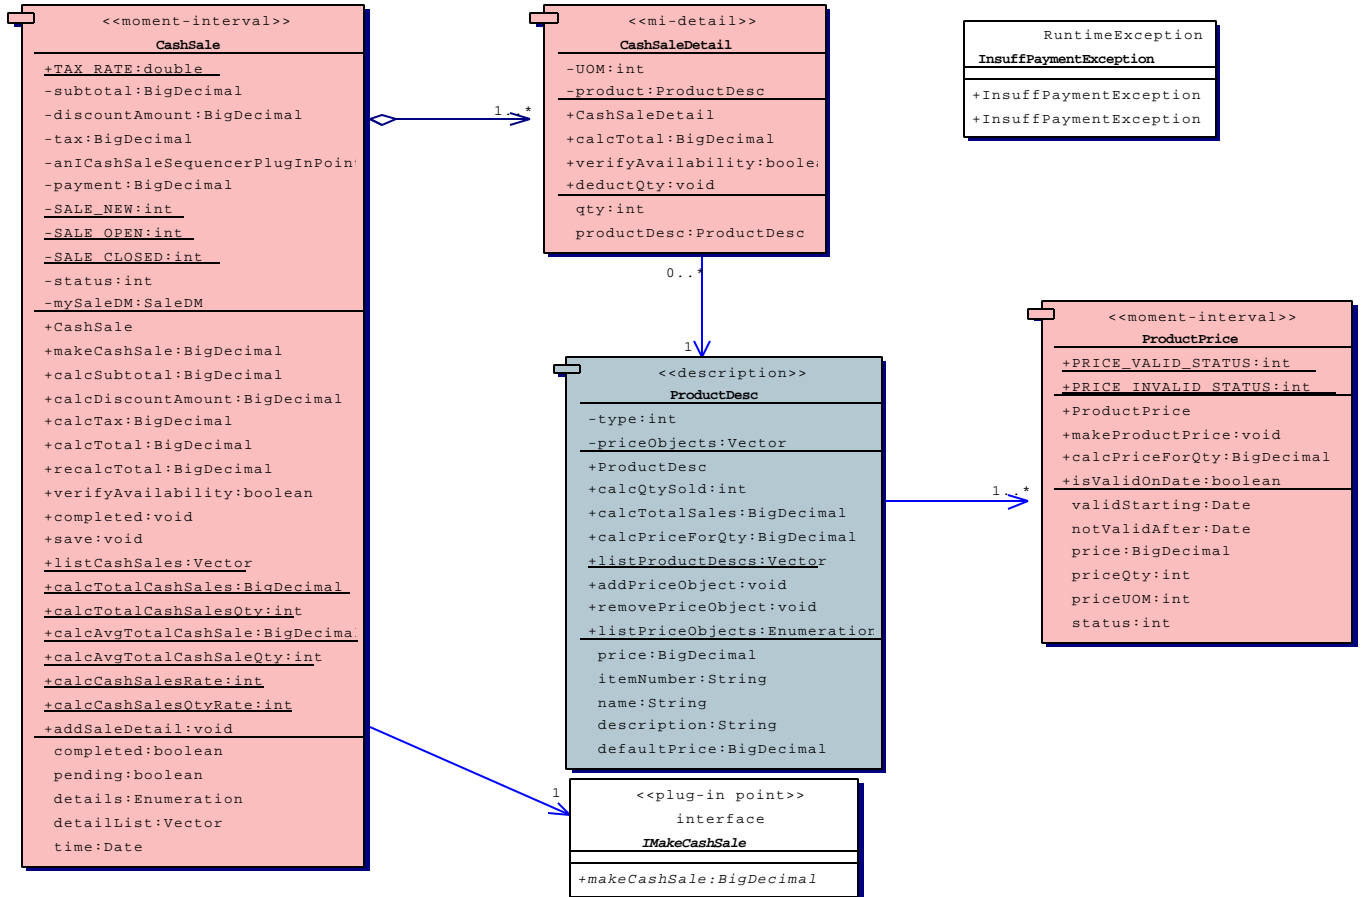 <<moment-interval>>
CashSale
+TAX_RATE:double
-subtotal:BigDecimal
-discountAmount:BigDecimal
-tax:BigDecimal
-anICashSaleSequencerPlugInPoin
-payment:BigDecimal
-SALE_NEW:int
-SALE_OPEN:int
-SALE_CLOSED:int
-status:int
-mySaleDM:SaleDM
+CashSale
+makeCashSale:BigDecimal
+calcSubtotal:BigDecimal
+calcDiscountAmount:BigDecimal
+calcTax:BigDecimal
+calcTotal:BigDecimal
+recalcTotal:BigDecimal
+verifyAvailability:boolean
+completed:void
+save:void
+listCashSales:Vector
+calcTotalCashSales:BigDecimal
+calcTotalCashSalesQty:int
+calcAvgTotalCashSale:BigDecimal
+calcAvgTotalCashSaleQty:int
+calcCashSalesRate:int
+calcCashSalesQtyRate:int
+addSaleDetail:void
completed:boolean
pending:boolean
details:Enumeration
detailList:Vector
time:Date
1..*
<<mi-detail>>
CashSaleDetail
-UOM:int
-product:ProductDesc
+CashSaleDetail
+calcTotal:BigDecimal
+verifyAvailability:boolea
+deductQty:void
qty:int
productDesc:ProductDesc
0..*
1
RuntimeException
InsuffPaymentException
+InsuffPaymentException
+InsuffPaymentException
<<description>>
ProductDesc
-type:int
-priceObjects:Vector
+ProductDesc
+calcQtySold:int
+calcTotalSales:BigDecimal
+calcPriceForQty:BigDecimal
+listProductDescs:Vector
+addPriceObject:void
+removePriceObject:void
+listPriceObjects:Enumeration
price:BigDecimal
itemNumber:String
name:String
description:String
defaultPrice:BigDecimal
1..*
<<moment-interval>>
ProductPrice
+PRICE_VALID_STATUS:int
+PRICE_INVALID_STATUS:int
+ProductPrice
+makeProductPrice:void
+calcPriceForQty:BigDecimal
+isValidOnDate:boolean
validStarting:Date
notValidAfter:Date
price:BigDecimal
priceQty:int
priceUOM:int
status:int
1
<<plug-in point>>
interface
IMakeCashSale
+makeCashSale:BigDecimal